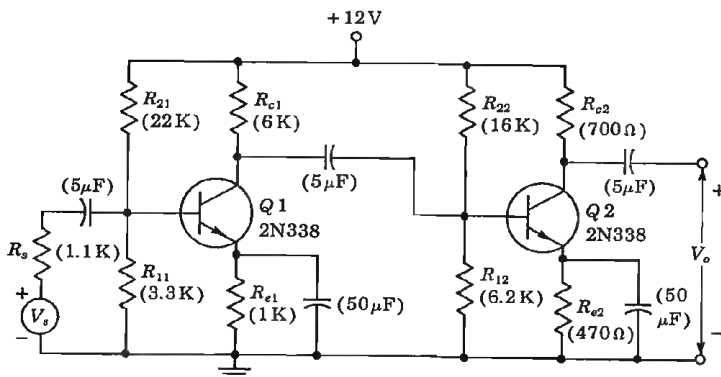 +12V
R21
(22K)
Rc1
(6K)
R22
(16K)
Rc2
(700Ω)
(5μF)
(5μF)
(5μF)
+
Q1
2N338
Q2
2N338
Rs
(1.1K)
R11
(3.3K)
Re1
(1K)
(50μF)
R12
(6.2K)
Re2
(470Ω)
(50
μF)
Vo
+
Vs
−
−